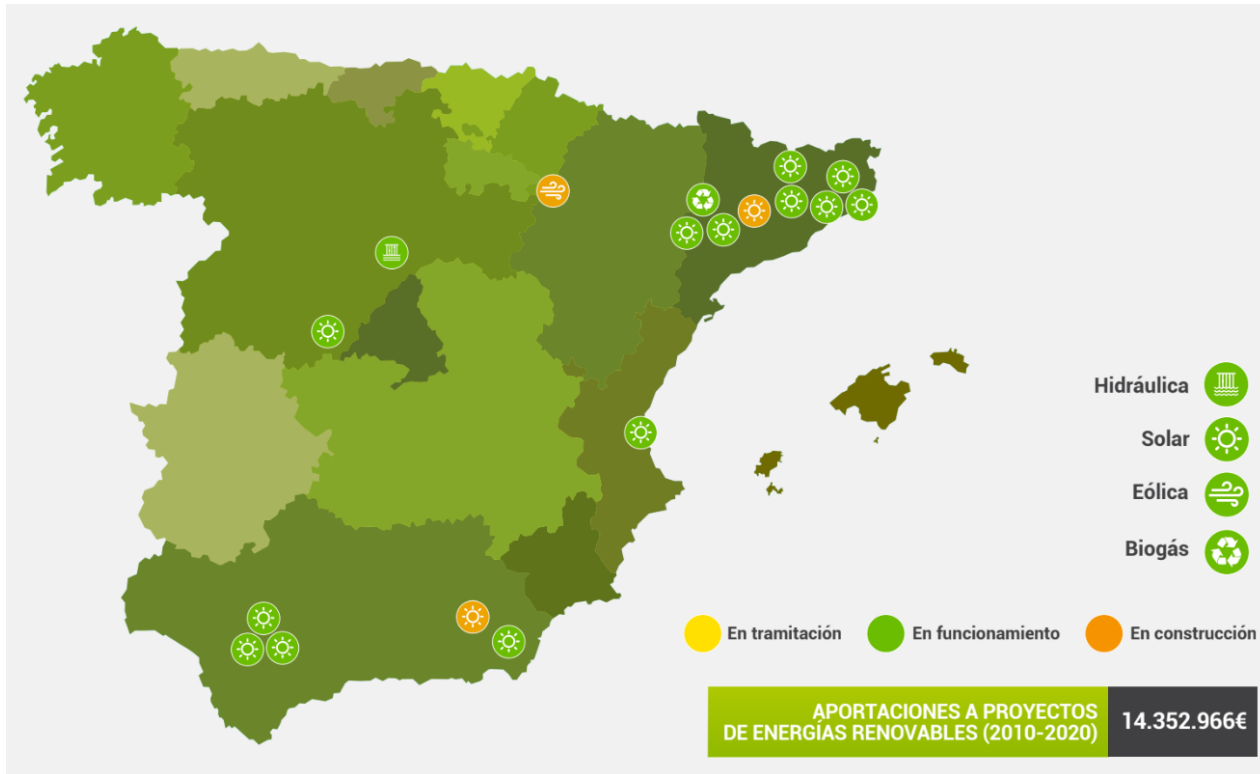 Hidráulica
Solar
Eólica
Biogás
En tramitación
En funcionamiento
En construcción
APORTACIONES A PROYECTOS
DE ENERGÍAS RENOVABLES (2010-2020)
14.352.966€